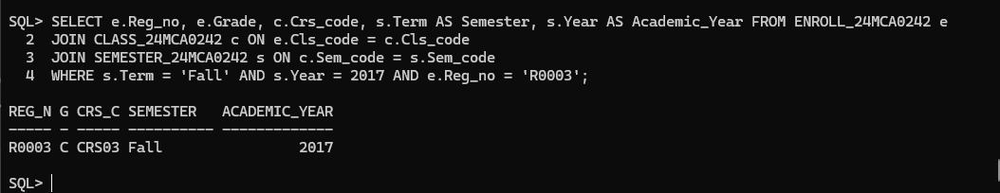 SQL> SELECT e.Reg_no, e.Grade, c.Crs_code, s.Term AS Semester, s.Year AS Academic_Year FROM ENROLL_24MCA0242 e
  2  JOIN CLASS_24MCA0242 c ON e.Cls_code = c.Cls_code
  3  JOIN SEMESTER_24MCA0242 s ON c.Sem_code = s.Sem_code
  4  WHERE s.Term = 'Fall' AND s.Year = 2017 AND e.Reg_no = 'R0003';
REG_N G CRS_C SEMESTER   ACADEMIC_YEAR
----- - ----- ---------- -------------
R0003 C CRS03 Fall                2017
SQL>